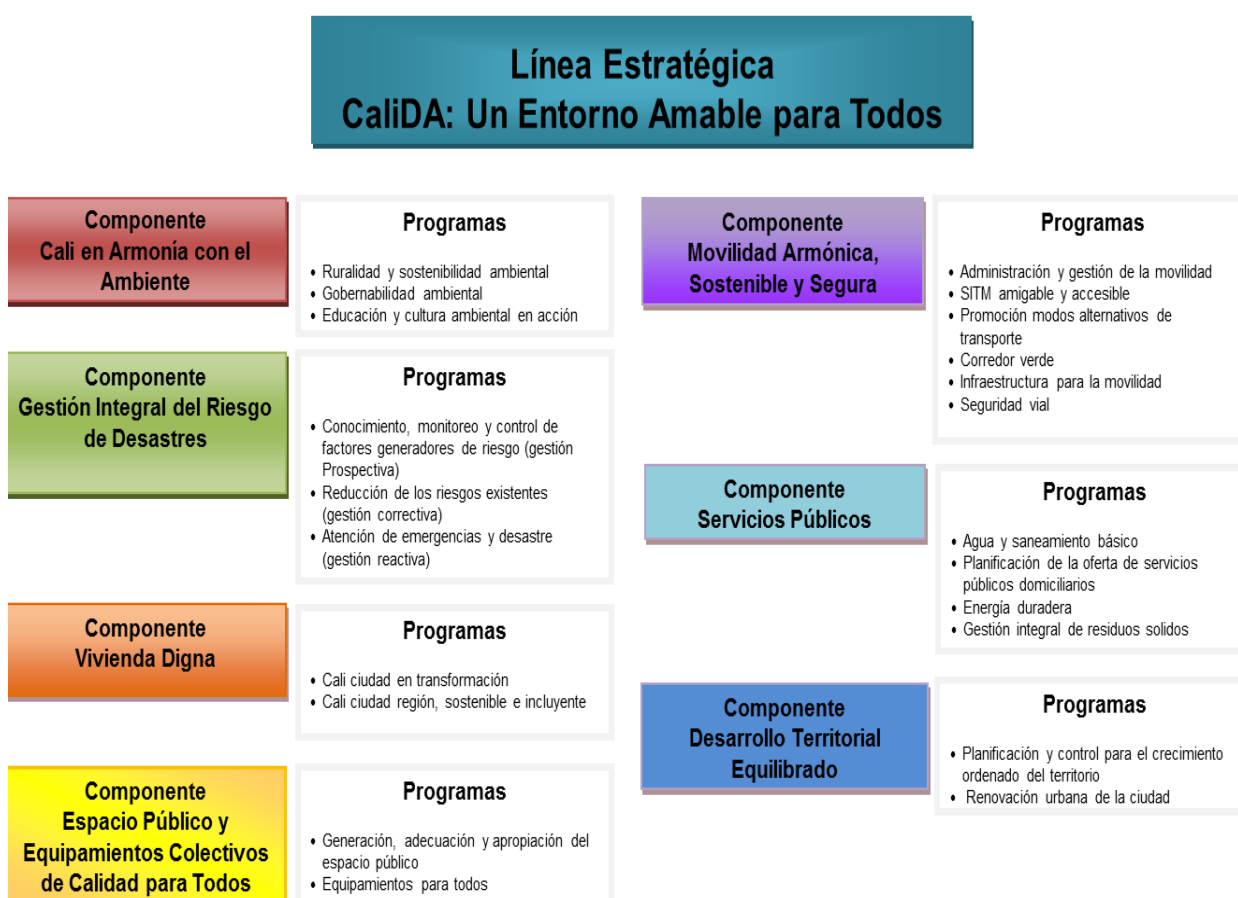 Línea Estratégica
CaliDA: Un Entorno Amable para Todos
Componente
Cali en Armonía con el
Ambiente
Programas
• Ruralidad y sostenibilidad ambiental
• Gobernabilidad ambiental
• Educación y cultura ambiental en acción
Componente
Gestión Integral del Riesgo
de Desastres
Programas
• Conocimiento, monitoreo y control de
factores generadores de riesgo (gestión
Prospectiva)
• Reducción de los riesgos existentes
(gestión correctiva)
• Atención de emergencias y desastre
(gestión reactiva)
Componente
Vivienda Digna
Programas
• Cali ciudad en transformación
• Cali ciudad región, sostenible e incluyente
Componente
Espacio Público y
Equipamientos Colectivos
de Calidad para Todos
Programas
• Generación, adecuación y apropiación del
espacio público
• Equipamientos para todos
Componente
Movilidad Armónica,
Sostenible y Segura
Programas
• Administración y gestión de la movilidad
• SITM amigable y accesible
• Promoción modos alternativos de
transporte
• Corredor verde
• Infraestructura para la movilidad
• Seguridad vial
Componente
Servicios Públicos
Programas
• Agua y saneamiento básico
• Planificación de la oferta de servicios
públicos domiciliarios
• Energía duradera
• Gestión integral de residuos solidos
Componente
Desarrollo Territorial
Equilibrado
Programas
• Planificación y control para el crecimiento
ordenado del territorio
• Renovación urbana de la ciudad